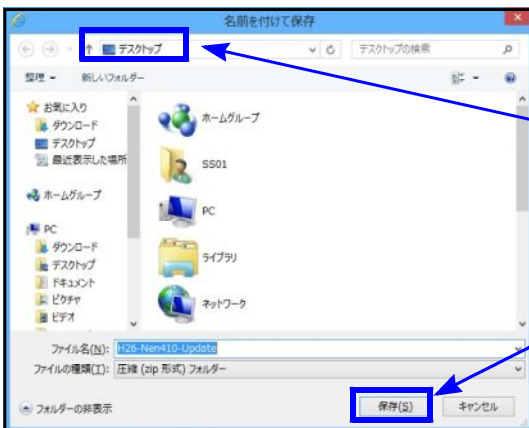 名前を付けて保存
デスクトップ
デスクトップの検索
整理
新しいフォルダー
お気に入り
ダウンロード
デスクトップ
最近表示した場所
ホームグループ
PC
ダウンロード
デスクトップ
ドキュメント
ピクチャ
ビデオ
ホームグループ
SS01
PC
ライブラリ
ネットワーク
ファイル名(N): H26-Nen410-Update
ファイルの種類(T): 圧縮 (zip 形式) フォルダー
フォルダーの非表示
保存(S)
キャンセル